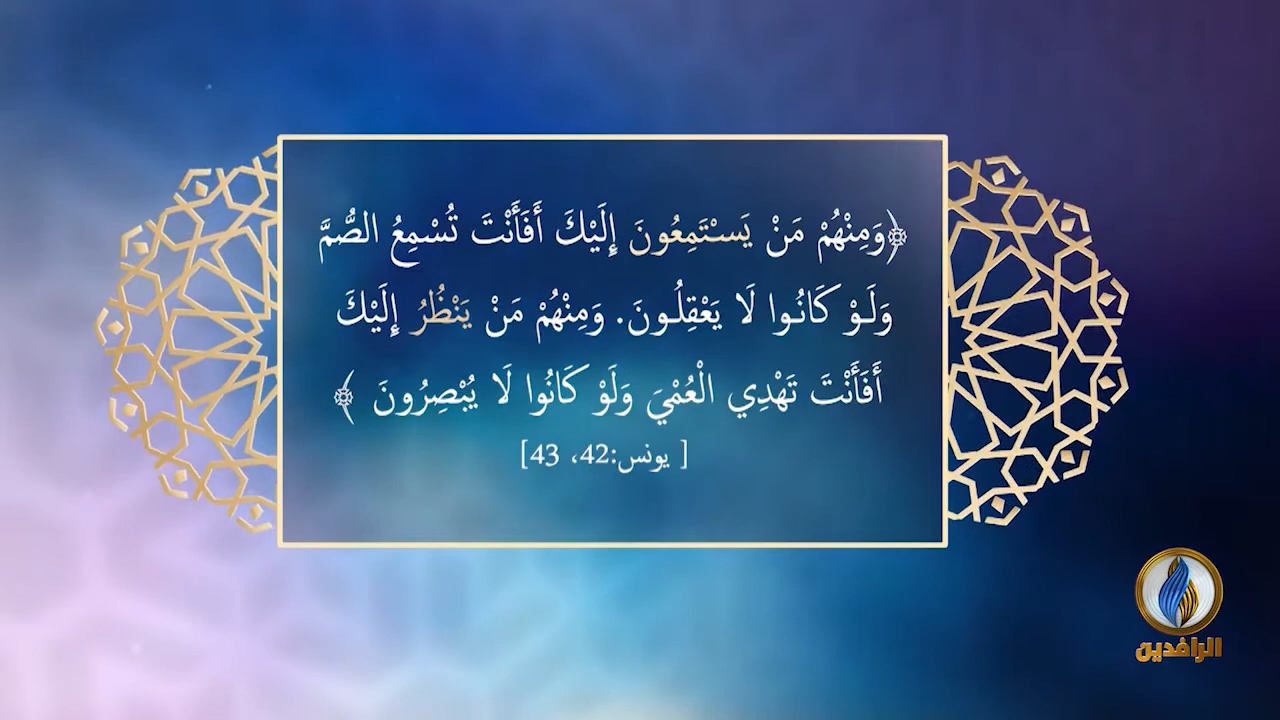 ﴿وَمِنْهُمْ مَنْ يَسْتَمِعُونَ إِلَيْكَ أَفَأَنْتَ تُسْمِعُ الصُّمَّ
وَلَوْ كَانُوا لَا يَعْقِلُونَ. وَمِنْهُمْ مَنْ يَنْظُرُ إِلَيْكَ
أَفَأَنْتَ تَهْدِي الْعُمْيَ وَلَوْ كَانُوا لَا يُبْصِرُونَ ﴾
[ يونس:42، 43]
الرافدين